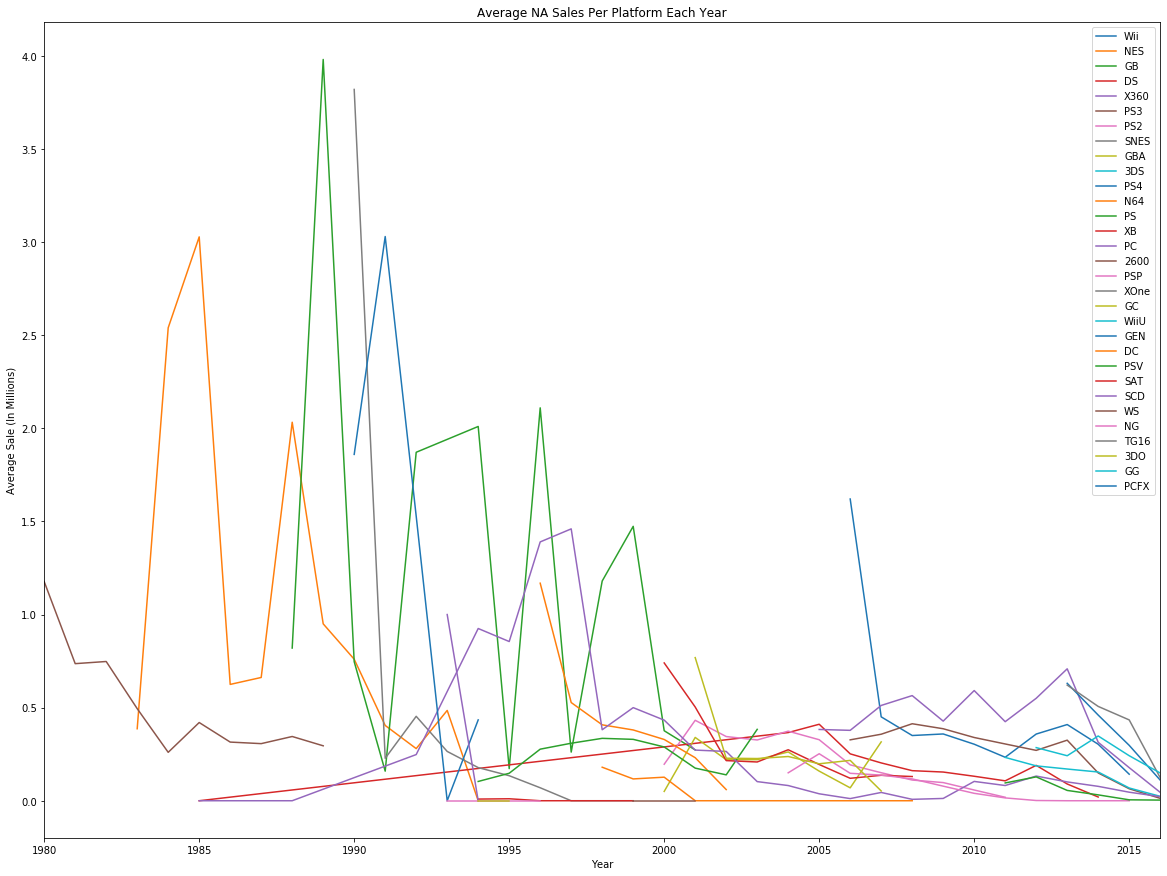 Average NA Sales Per Platform Each Year
Average Sale (In Millions)
4.0
3.5
3.0
2.5
2.0
1.5
1.0
0.5
0.0
1980
1985
1990
1995
2000
2005
2010
2015
Year
Wii
NES
GB
DS
X360
PS3
PS2
SNES
GBA
3DS
PS4
N64
PS
XB
PC
2600
PSP
XOne
GC
WiiU
GEN
DC
PSV
SAT
SCD
WS
NG
TG16
3DO
GG
PCFX